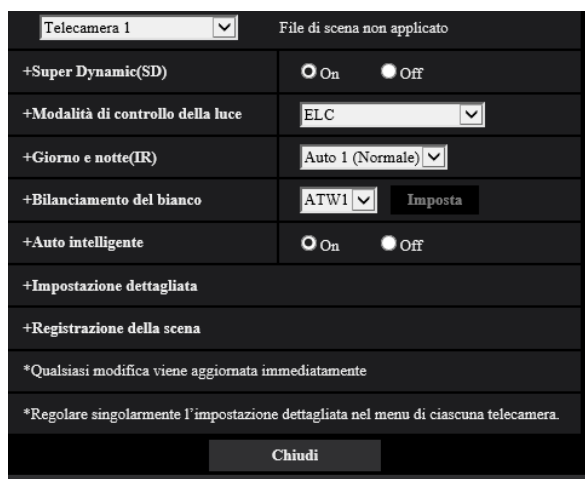 Telecamera 1 File di scena non applicato
+Super Dynamic(SD) On Off
+Modalità di controllo della luce ELC
+Giorno e notte(IR) Auto 1 (Normale)
+Bilanciamento del bianco ATW1 Imposta
+Auto intelligente On Off
+Impostazione dettagliata
+Registrazione della scena
*Qualsiasi modifica viene aggiornata immediatamente
*Regolare singolarmente l'impostazione dettagliata nel menu di ciascuna telecamera.
Chiudi